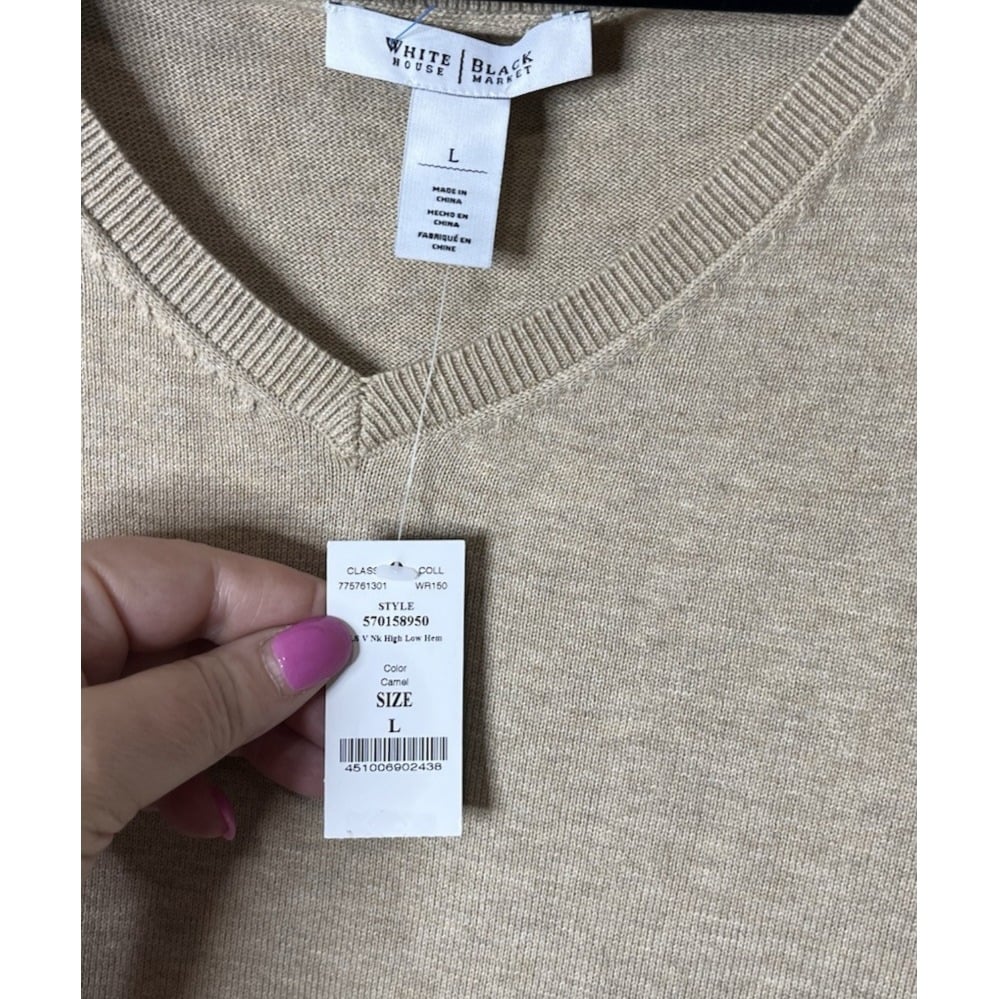 WHITE HOUSE | BLACK MARKET
L
MADE IN
CHINA
HECHO EN
CHINA
FABRIQUÉ EN
CHINE
COLL
775761301 WR150
STYLE
570158950
V Nk High Low Hem
Color
Camel
SIZE
L
451006902438